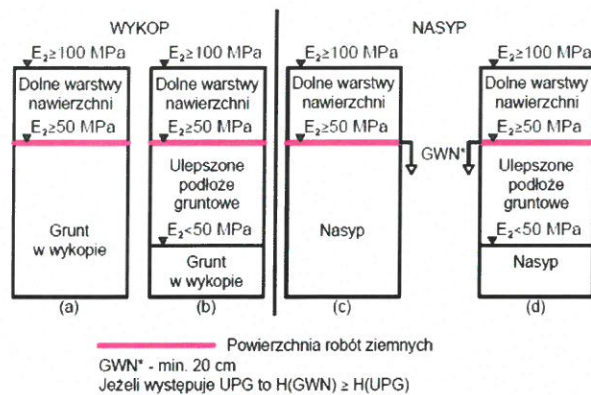 WYKOP
NASYP
E₂≥100 MPa
E₂≥100 MPa
E₂≥100 MPa
E₂≥100 MPa
Dolne warstwy
nawierzchni
Dolne warstwy
nawierzchni
Dolne warstwy
nawierzchni
Dolne warstwy
nawierzchni
E₂≥50 MPa
E₂≥50 MPa
E₂≥50 MPa
E₂≥50 MPa
GWN*
Grunt
w wykopie
Ulepszone
podłoże
gruntowe
Nasyp
Ulepszone
podłoże
gruntowe
E₂<50 MPa
E₂<50 MPa
Grunt
w wykopie
Nasyp
(a)
(b)
(c)
(d)
Powierzchnia robót ziemnych
GWN* - min. 20 cm
Jeżeli występuje UPG to H(GWN) ≥ H(UPG)